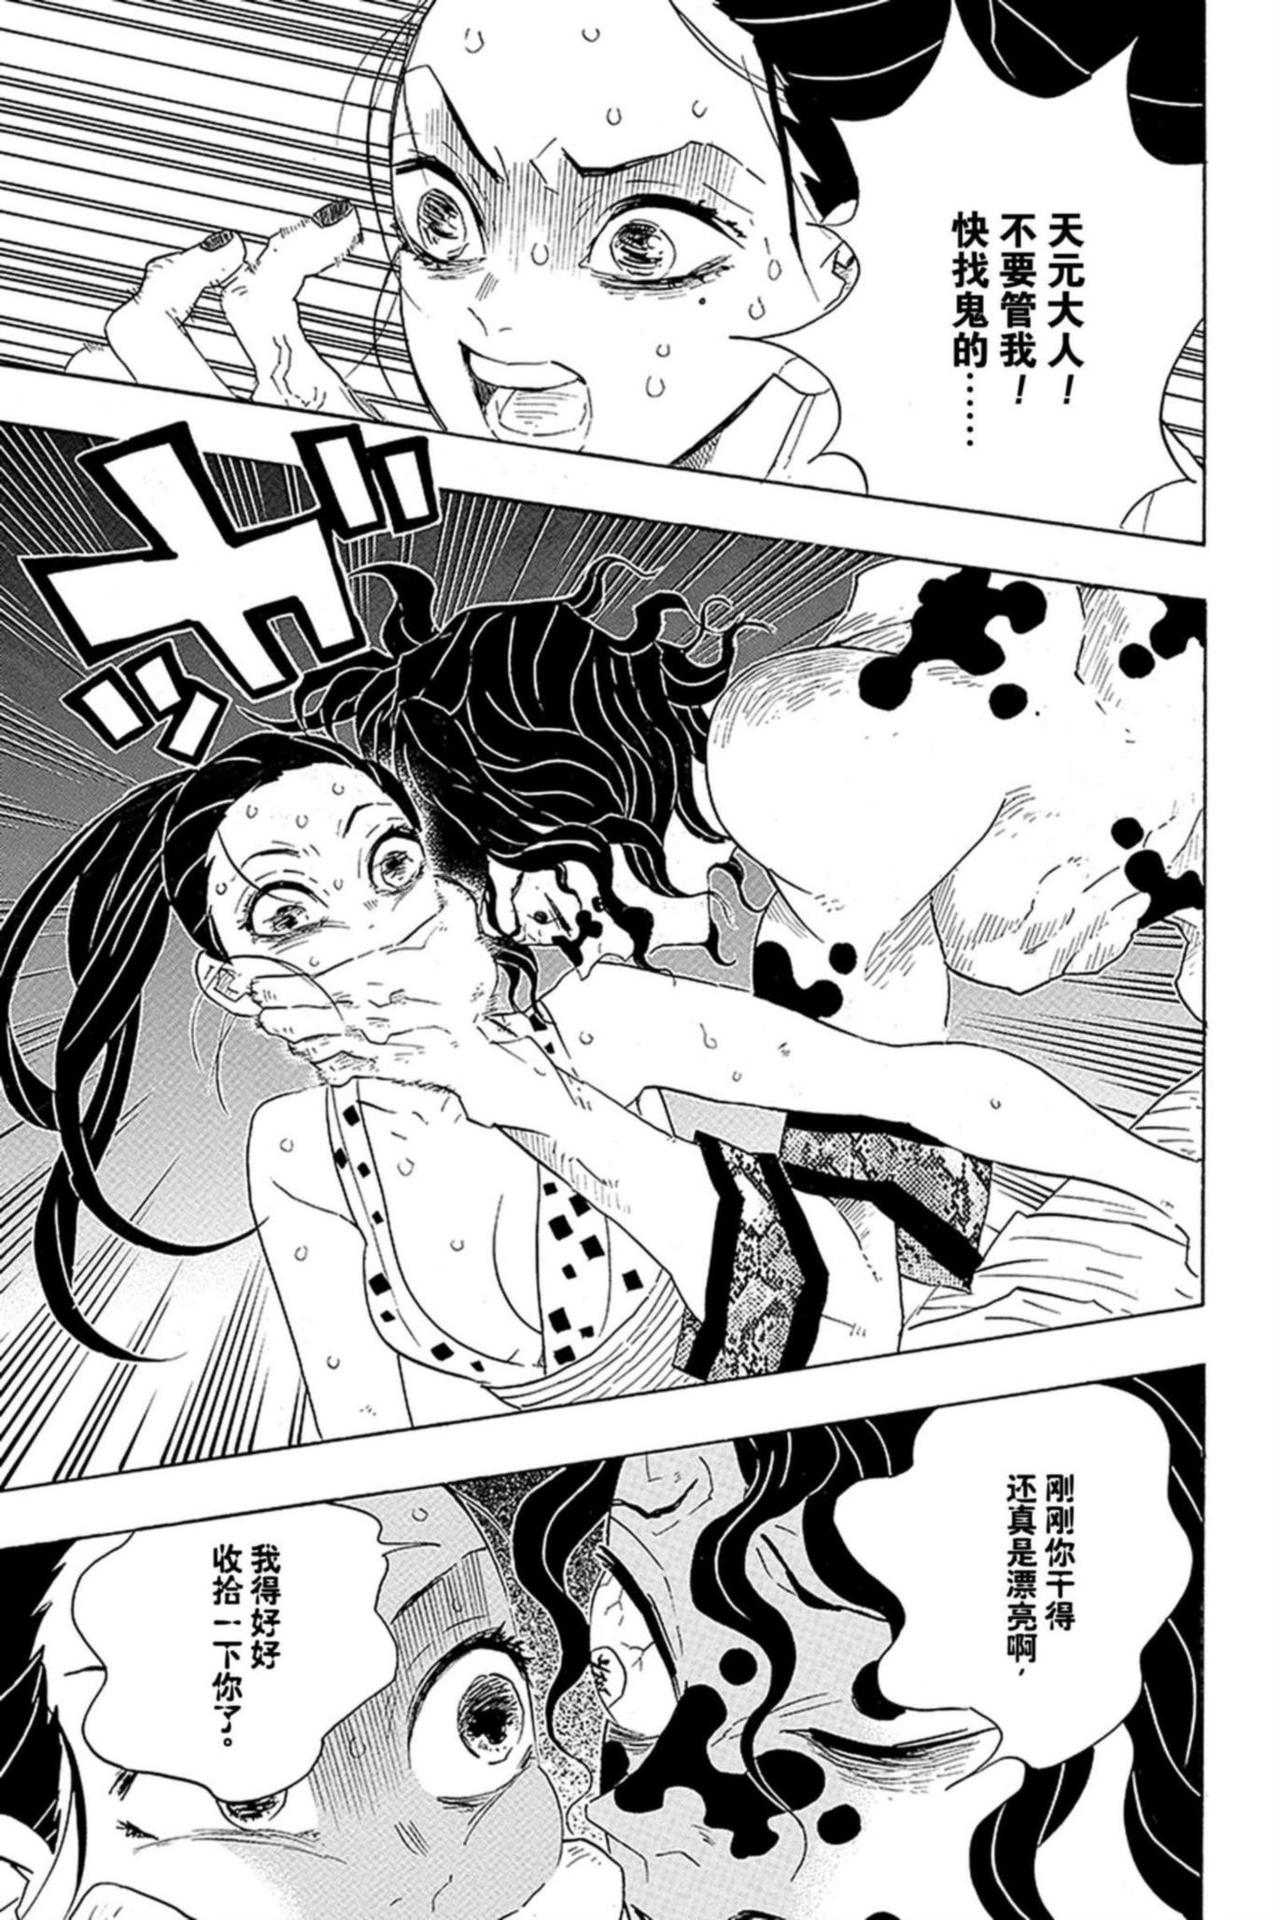 天元大人！
不要管我！
快找鬼的……
ガッ
刚刚你干得
还真是漂亮啊，
我得好好
收拾一下你了。